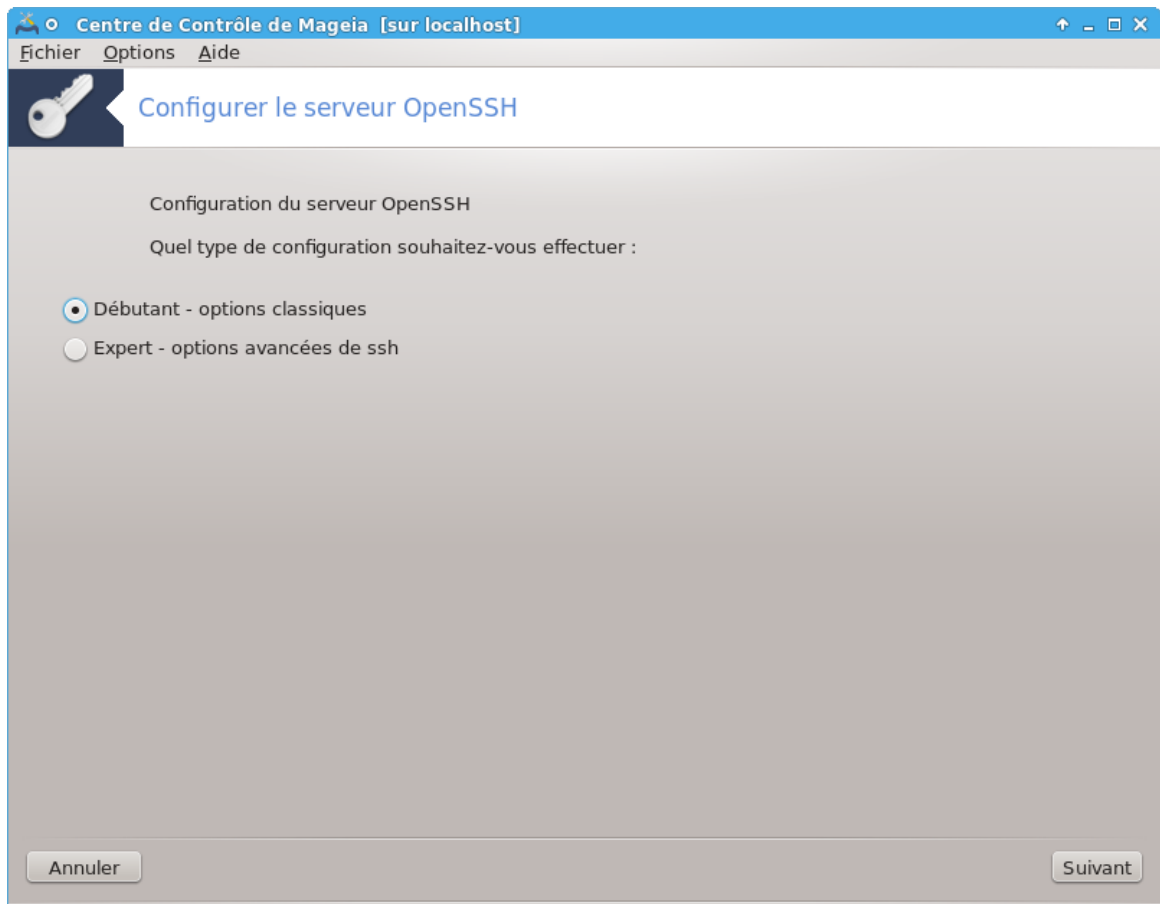 Centre de Contrôle de Mageia [sur localhost]
Fichier Options Aide
Configurer le serveur OpenSSH
Configuration du serveur OpenSSH
Quel type de configuration souhaitez-vous effectuer :
Débutant - options classiques
Expert - options avancées de ssh
Annuler Suivant